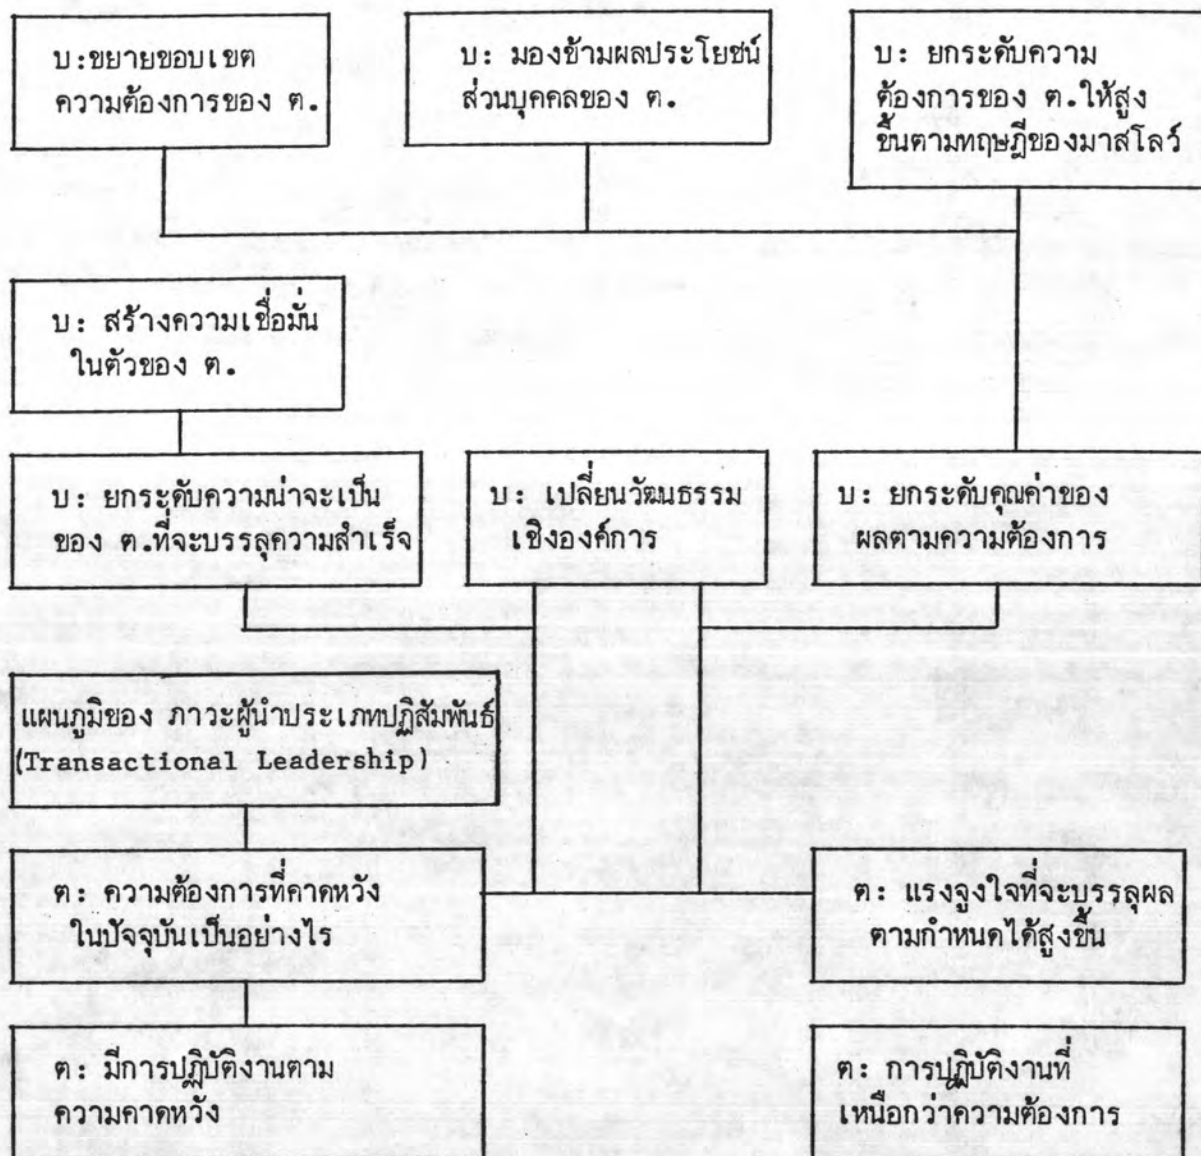 บ:ขยายขอบเขต
ความต้องการของ ต.
บ: มองข้ามผลประโยชน์
ส่วนบุคคลของ ต.
บ: ยกระดับความ
ต้องการของ ต.ให้สูง
ขึ้นตามทฤษฎีของมาสโลว์
บ: สร้างความเชื่อมั่น
ในตัวของ ต.
บ: ยกระดับความน่าจะเป็น
ของ ต.ที่จะบรรลุความสำเร็จ
บ: เปลี่ยนวัฒนธรรม
เชิงองค์การ
บ: ยกระดับคุณค่าของ
ผลตามความต้องการ
แผนภูมิของ ภาวะผู้นำประเภทปฏิสัมพันธ์
(Transactional Leadership)
ต: ความต้องการที่คาดหวัง
ในปัจจุบันเป็นอย่างไร
ต: แรงจูงใจที่จะบรรลุผล
ตามกำหนดได้สูงขึ้น
ต: มีการปฏิบัติงานตาม
ความคาดหวัง
ต: การปฏิบัติงานที่
เหนือกว่าความต้องการ